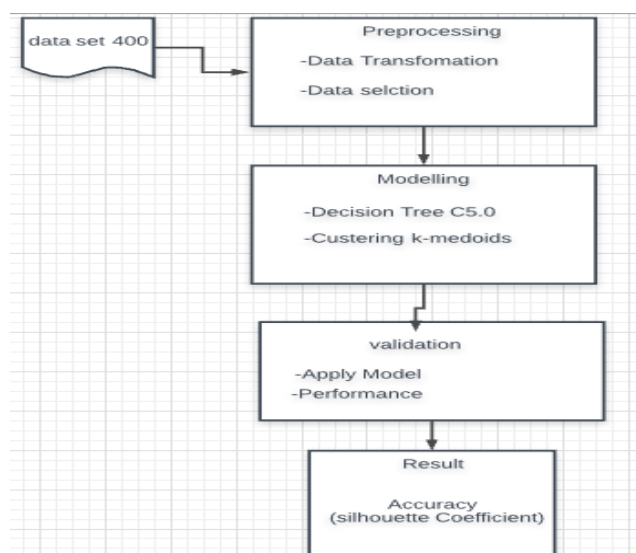 data set 400
Preprocessing
-Data Transfomation
-Data selction
Modelling
-Decision Tree C5.0
-Custering k-medoids
validation
-Apply Model
-Performance
Result
Accuracy
(silhouette Coefficient)